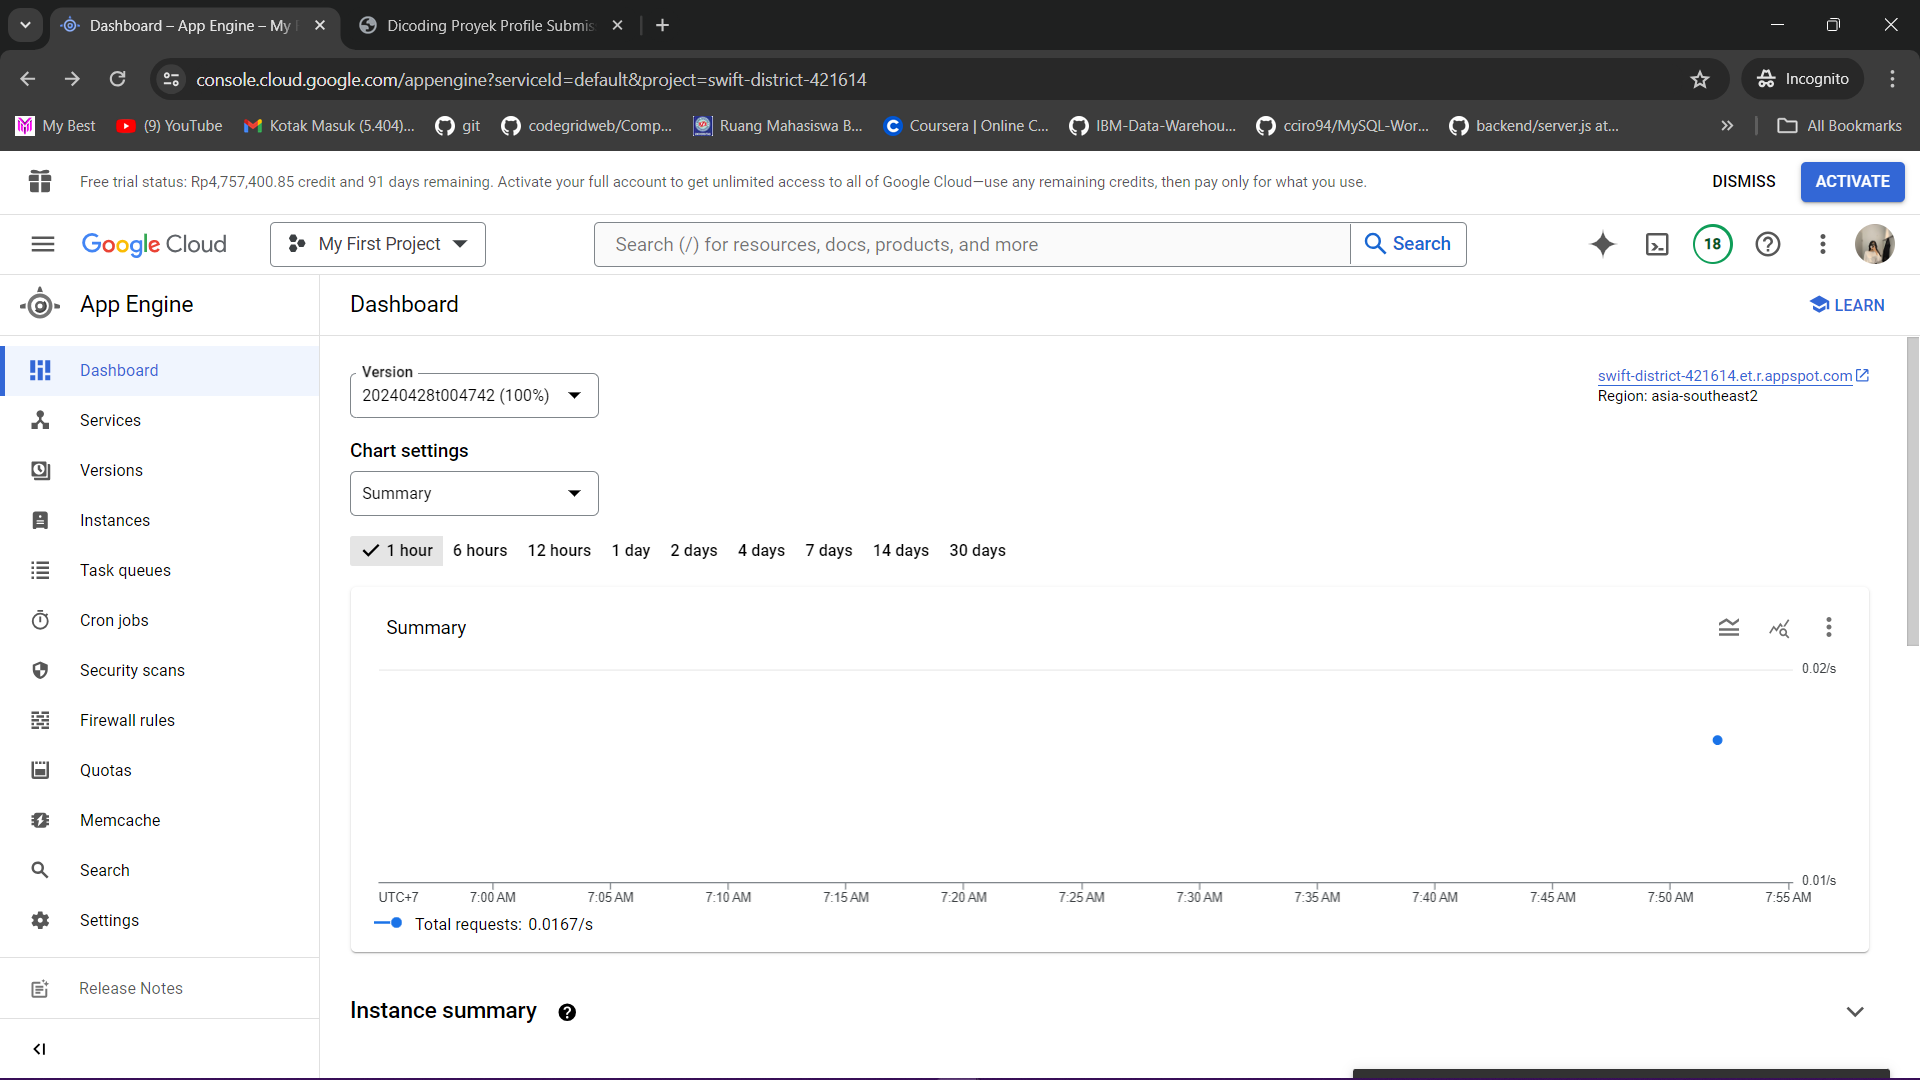 Dashboard – App Engine – My
Dicoding Proyek Profile Submis
console.cloud.google.com/appengine?serviceId=default&project=swift-district-421614
Incognito
My Best
(9) YouTube
Kotak Masuk (5.404)...
git
codegridweb/Comp...
Ruang Mahasiswa B...
Coursera | Online C...
IBM-Data-Warehou...
cciro94/MySQL-Wor...
backend/server.js at...
All Bookmarks
Free trial status: Rp4,757,400.85 credit and 91 days remaining. Activate your full account to get unlimited access to all of Google Cloud—use any remaining credits, then pay only for what you use.
DISMISS
ACTIVATE
Google Cloud
My First Project
Search (/) for resources, docs, products, and more
Search
18
App Engine
Dashboard
LEARN
Dashboard
Services
Versions
Instances
Task queues
Cron jobs
Security scans
Firewall rules
Quotas
Memcache
Search
Settings
Release Notes
Version
20240428t004742 (100%)
swift-district-421614.et.r.appspot.com
Region: asia-southeast2
Chart settings
Summary
1 hour
6 hours
12 hours
1 day
2 days
4 days
7 days
14 days
30 days
Summary
0.02/s
0.01/s
UTC+7
7:00 AM
7:05 AM
7:10 AM
7:15 AM
7:20 AM
7:25 AM
7:30 AM
7:35 AM
7:40 AM
7:45 AM
7:50 AM
7:55 AM
Total requests: 0.0167/s
Instance summary